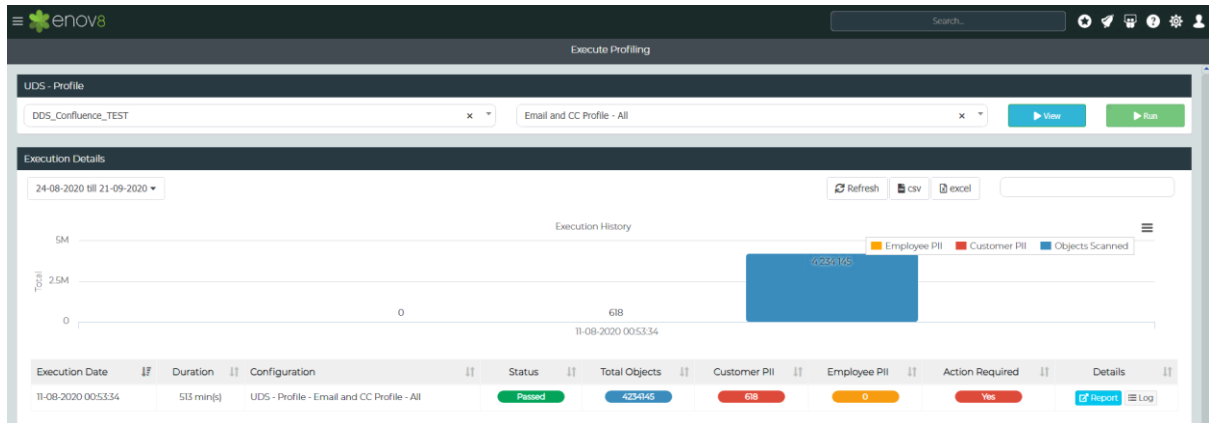 enov8 Search...
Execute Profiling
UDS - Profile
DDS_Confluence_TEST × Email and CC Profile - All × View Run
Execution Details
24-08-2020 till 21-09-2020 Refresh csv excel
Execution History
Employee PII Customer PII Objects Scanned
5M
2.5M
0
Total
0 618 4234145
11-08-2020 00:53:34
Execution Date Duration Configuration Status Total Objects Customer PII Employee PII Action Required Details
11-08-2020 00:53:34 513 min(s) UDS - Profile - Email and CC Profile - All Passed 4234145 618 0 Yes Report Log